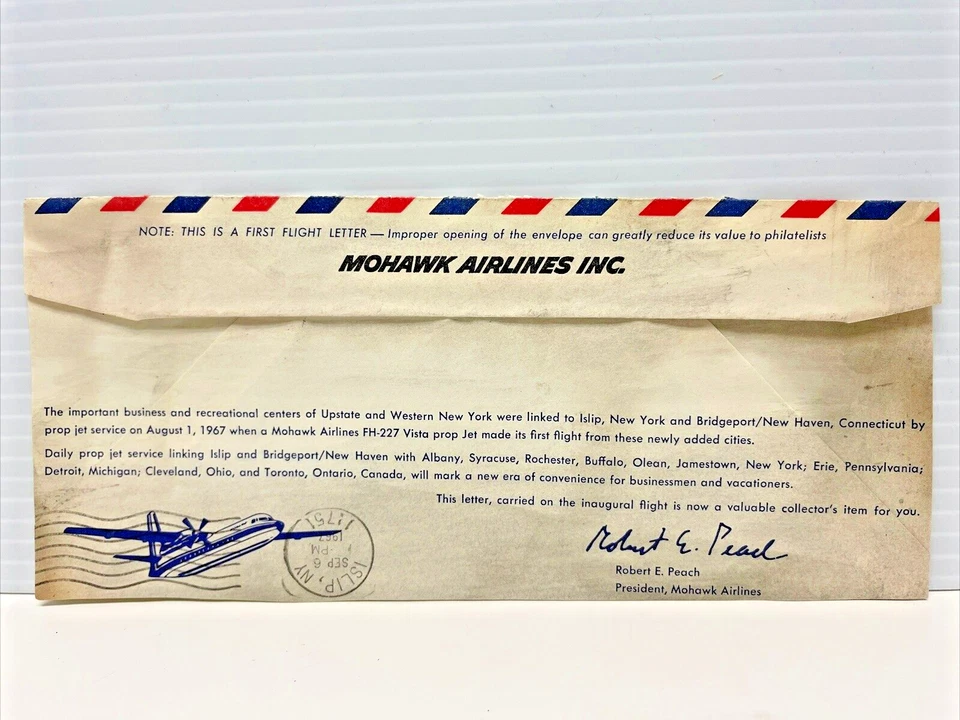 NOTE: THIS IS A FIRST FLIGHT LETTER — Improper opening of the envelope can greatly reduce its value to philatelists
MOHAWK AIRLINES INC.
The important business and recreational centers of Upstate and Western New York were linked to Islip, New York and Bridgeport/New Haven, Connecticut by
prop jet service on August 1, 1967 when a Mohawk Airlines FH-227 Vista prop Jet made its first flight from these newly added cities.
Daily prop jet service linking Islip and Bridgeport/New Haven with Albany, Syracuse, Rochester, Buffalo, Olean, Jamestown, New York; Erie, Pennsylvania;
Detroit, Michigan; Cleveland, Ohio, and Toronto, Ontario, Canada, will mark a new era of convenience for businessmen and vacationers.
This letter, carried on the inaugural flight is now a valuable collector's item for you.
Robert E. Peach
Robert E. Peach
President, Mohawk Airlines
ISLIP, NY
SEP 6
PM
1967